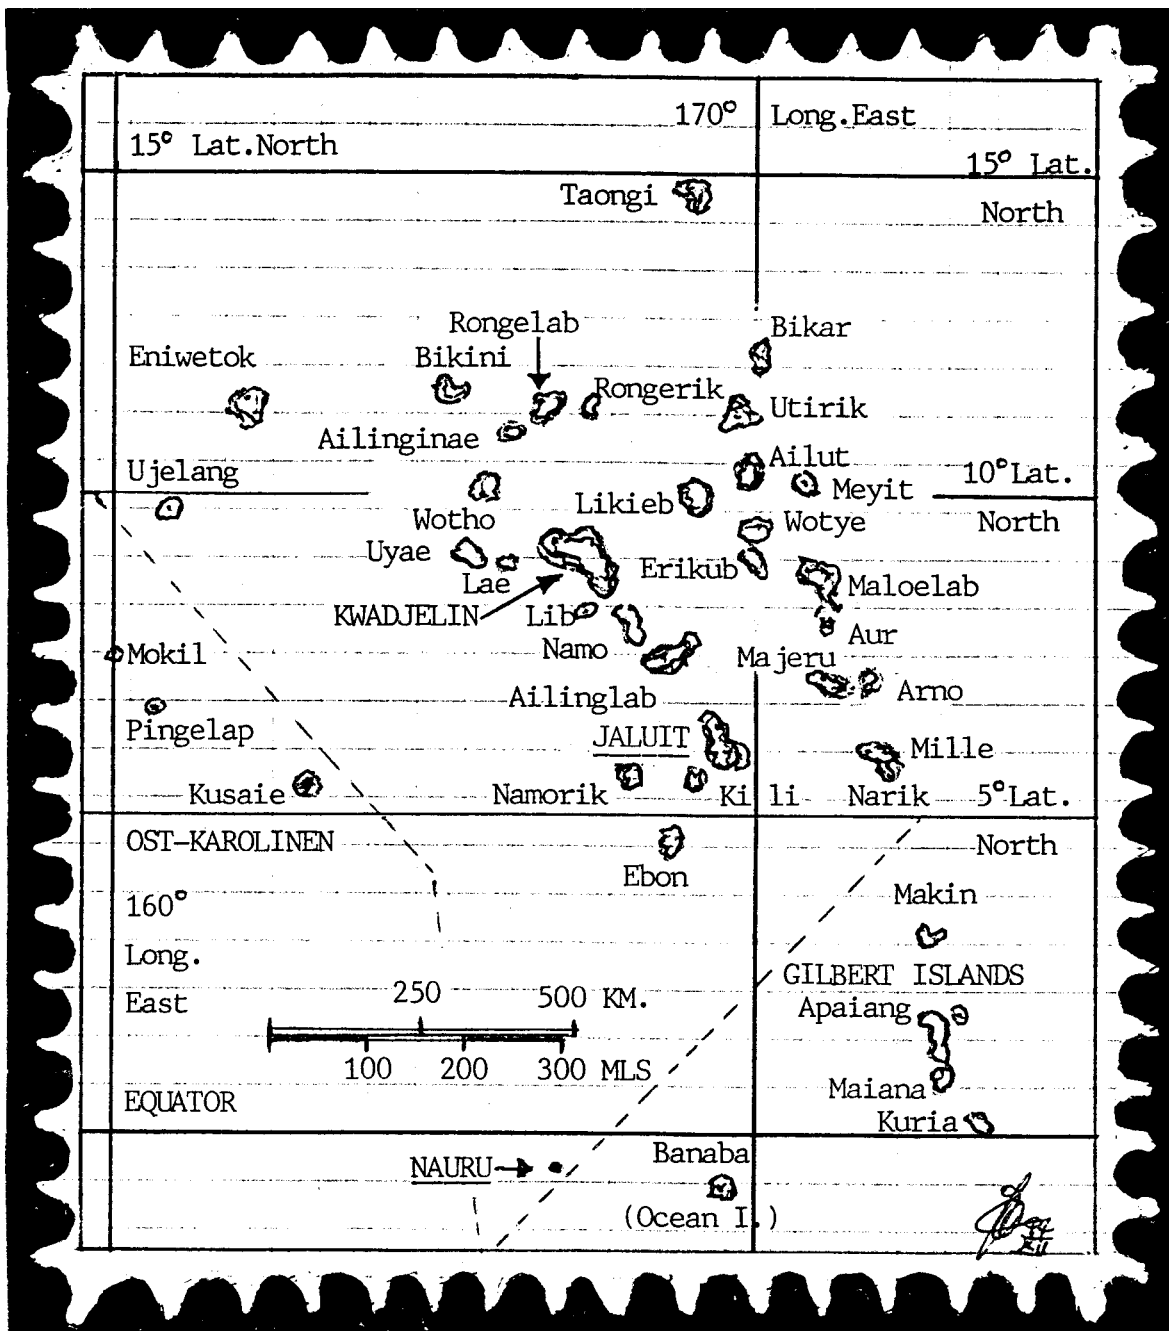 170° Long.East
15° Lat.North
15° Lat.
North
Taongi
Rongelab
Bikar
Eniwetok
Bikini
Rongerik
Utirik
Ailinginae
Ailut
Ujelang
10° Lat.
North
Likieb
Meyit
Wotho
Wotye
Uyae
Lae
Erikub
Maloelab
KWADJELIN
Lib
Aur
Mokil
Namo
Majeru
Arno
Ailinglab
Pingelap
JALUIT
Mille
Kusaie
Namorik
Kili
Narik
5° Lat.
North
OST-KAROLINEN
Ebon
160°
Long.
East
Makin
GILBERT ISLANDS
Apaiang
250 500 KM.
100 200 300 MLS
Maiana
EQUATOR
Kuria
NAURU
Banaba
(Ocean I.)